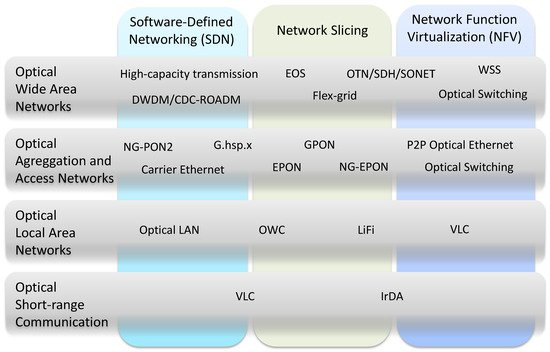 Software-Defined
Networking (SDN)
Network Slicing
Network Function
Virtualization (NFV)
Optical
Wide Area
Networks
High-capacity transmission
EOS
OTN/SDH/SONET
WSS
DWDM/CDC-ROADM
Flex-grid
Optical Switching
Optical
Agreggation and
Access Networks
NG-PON2
G.hsp.x
GPON
P2P Optical Ethernet
Carrier Ethernet
EPON
NG-EPON
Optical Switching
Optical
Local Area
Networks
Optical LAN
OWC
LiFi
VLC
Optical
Short-range
Communication
VLC
IrDA